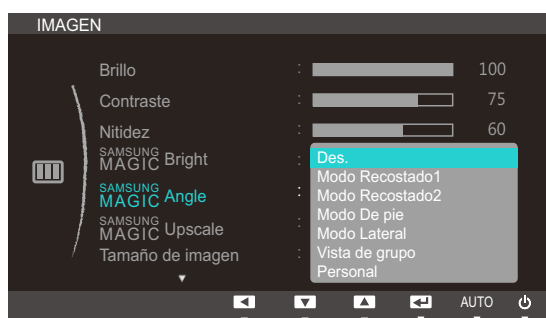 IMAGEN
Brillo : 100
Contraste : 75
Nitidez : 60
SAMSUNG MAGIC Bright :
SAMSUNG MAGIC Angle :
SAMSUNG MAGIC Upscale :
Tamaño de imagen :
Des.
Modo Recostado1
Modo Recostado2
Modo De pie
Modo Lateral
Vista de grupo
Personal
AUTO